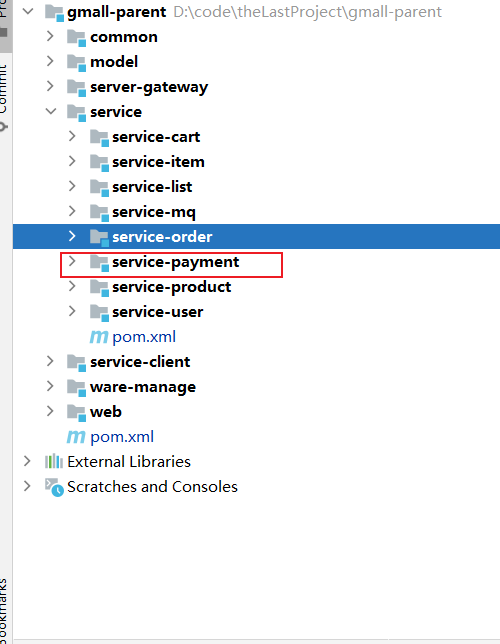 gmall-parent D:\code\theLastProject\gmall-parent
common
model
server-gateway
service
service-cart
service-item
service-list
service-mq
service-order
service-payment
service-product
service-user
m pom.xml
service-client
ware-manage
web
m pom.xml
External Libraries
Scratches and Consoles
Commit